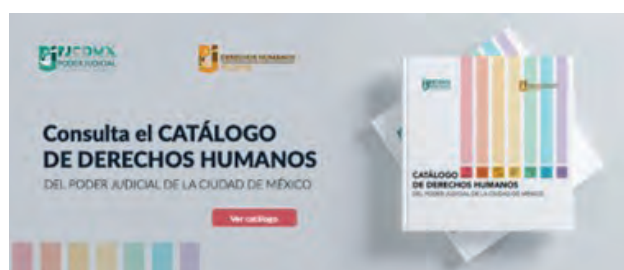 PJCDMX
PODER JUDICIAL
DERECHOS HUMANOS
Consulta el CATÁLOGO
DE DERECHOS HUMANOS
DEL PODER JUDICIAL DE LA CIUDAD DE MÉXICO
Ver catálogo
CATÁLOGO
DE DERECHOS HUMANOS
DEL PODER JUDICIAL DE LA CIUDAD DE MÉXICO